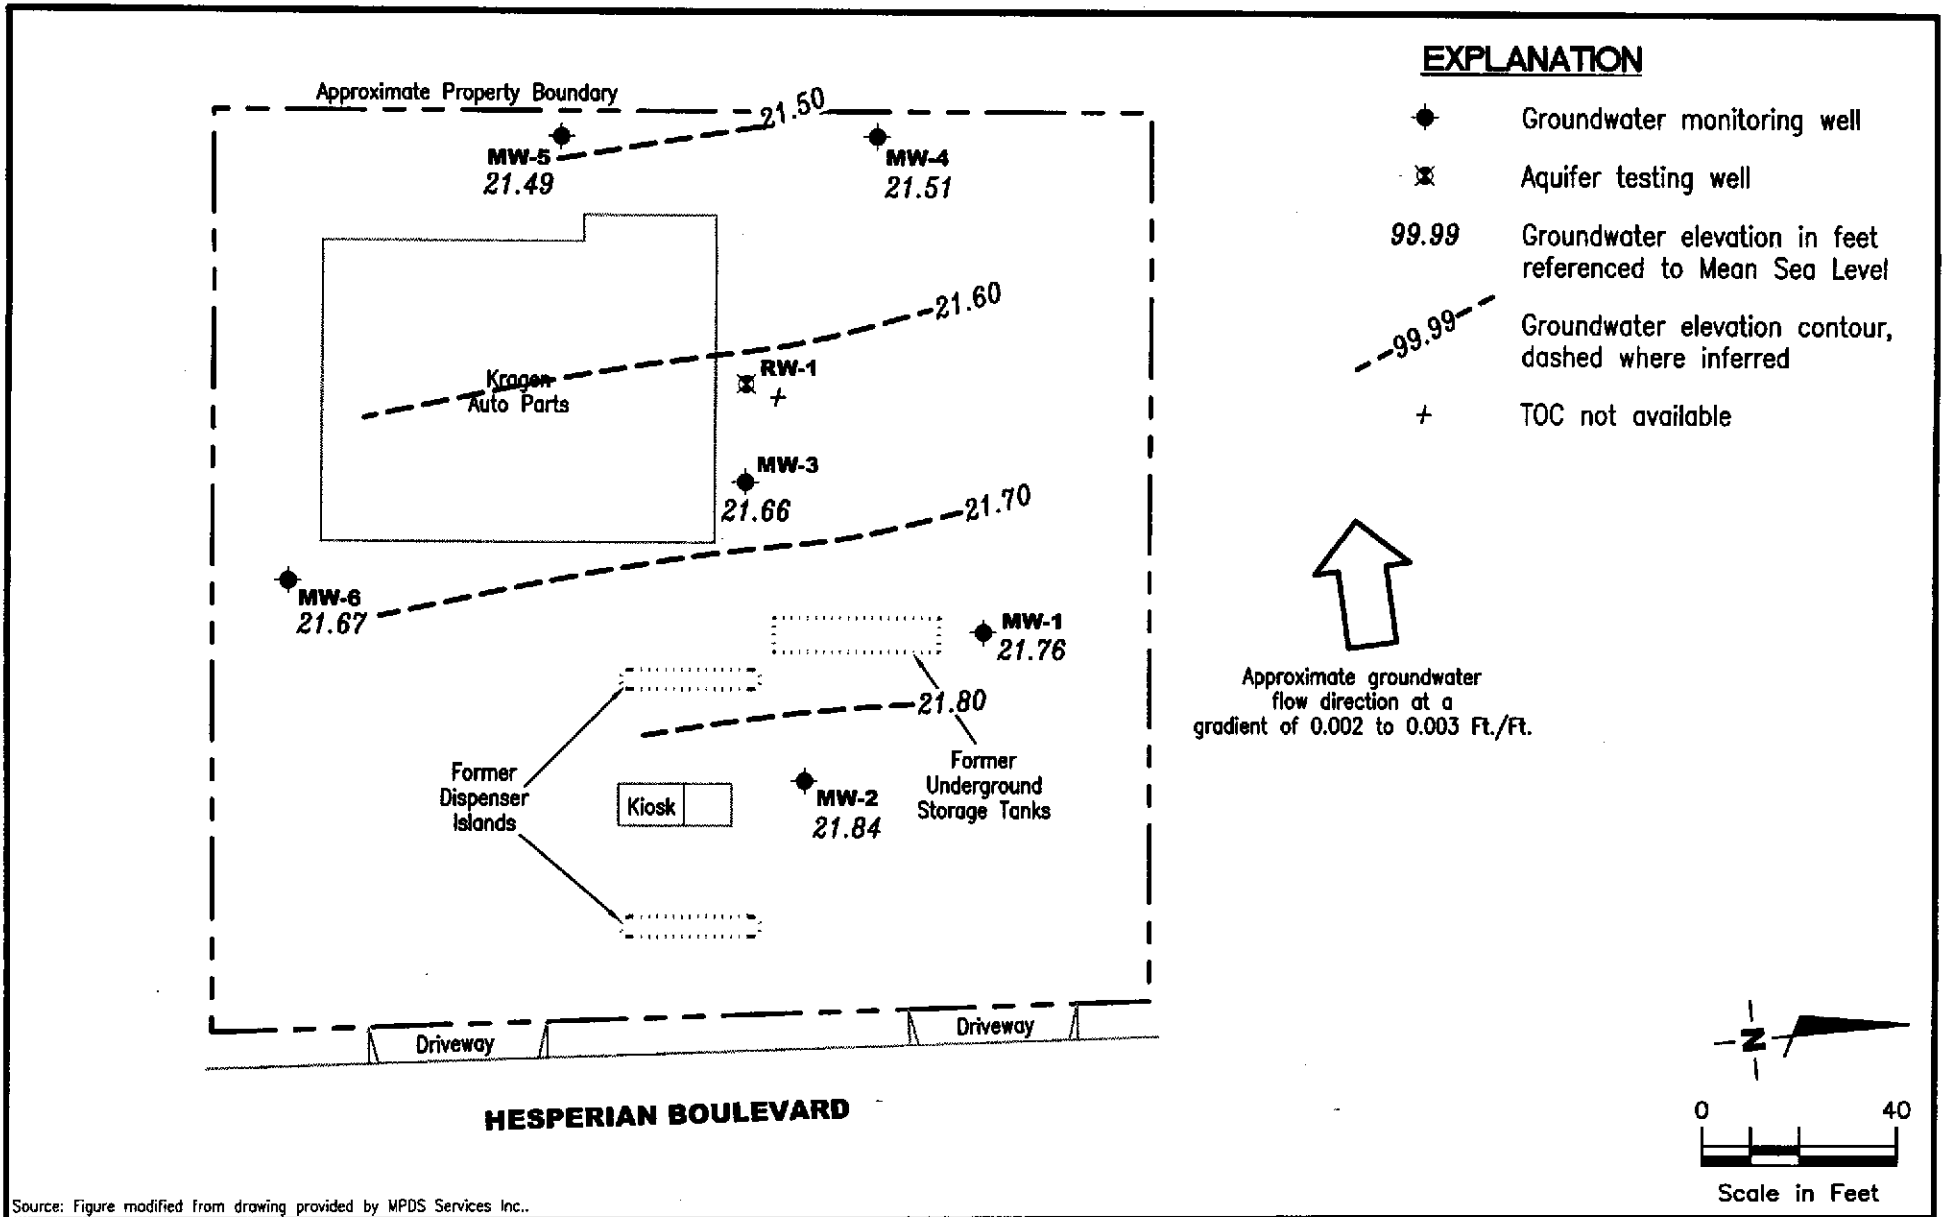 Approximate Property Boundary
21.50
MW-5
21.49
MW-4
21.51
21.60
Kragen
Auto Parts
RW-1
+
MW-3
21.66
21.70
MW-6
21.67
MW-1
21.76
21.80
Former
Dispenser
Islands
Former
Underground
Storage Tanks
Kiosk
MW-2
21.84
Driveway
Driveway
HESPERIAN BOULEVARD
EXPLANATION
Groundwater monitoring well
Aquifer testing well
99.99
Groundwater elevation in feet
referenced to Mean Sea Level
99.99
Groundwater elevation contour,
dashed where inferred
+
TOC not available
Approximate groundwater
flow direction at a
gradient of 0.002 to 0.003 Ft./Ft.
N
0 40
Scale in Feet
Source: Figure modified from drawing provided by MPDS Services Inc..